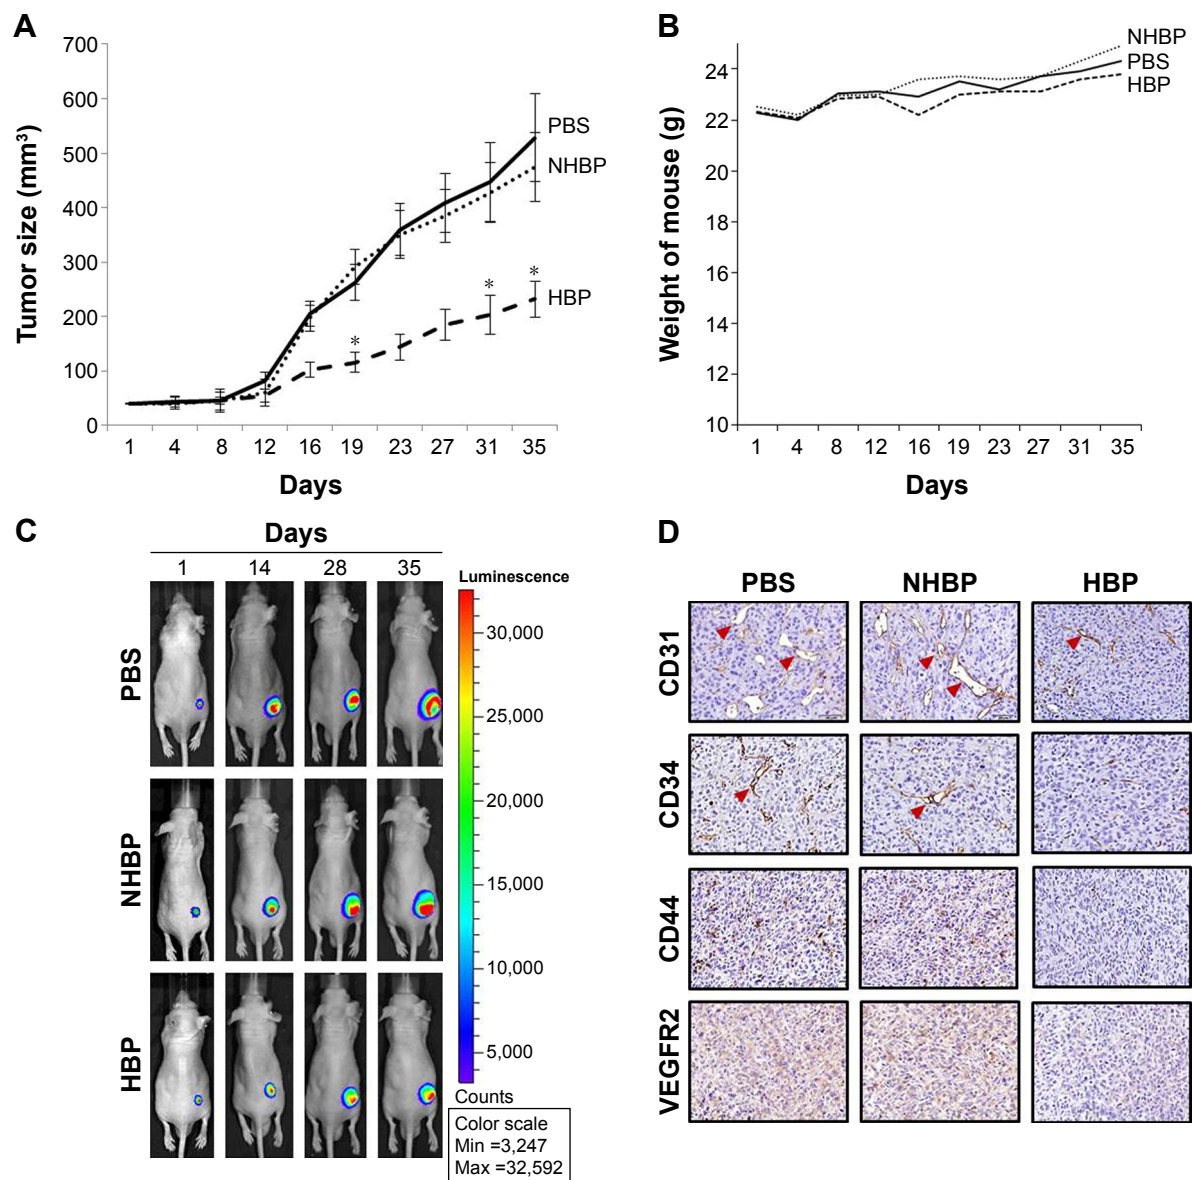 A
700
600
500
400
300
200
100
0
Tumor size (mm³)
PBS
NHBP
HBP
*
*
*
1 4 8 12 16 19 23 27 31 35
Days
B
24
22
20
18
16
14
24
12
10
Weight of mouse (g)
NHBP
PBS
HBP
1 4 8 12 16 19 23 27 31 35
Days
C
Days
1 14 28 35
PBS
NHBP
HBP
Luminescence
30,000
25,000
20,000
15,000
10,000
5,000
Counts
Color scale
Min =3,247
Max =32,592
D
PBS NHBP HBP
CD31
CD34
CD44
VEGFR2